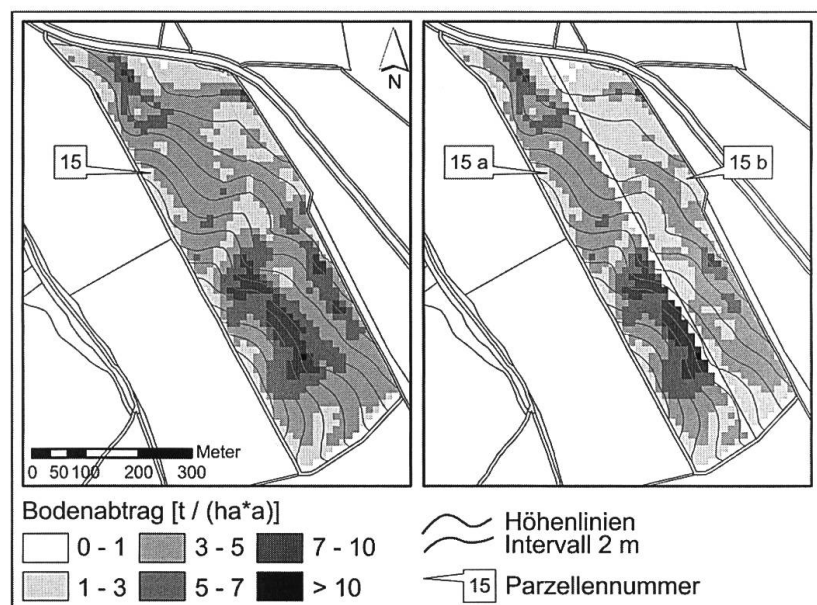 N
15
15 a
15 b
Meter
0 50 100 200 300
Bodenabtrag [t / (ha*a)]
0 - 1
3 - 5
7 - 10
1 - 3
5 - 7
> 10
Höhenlinien
Intervall 2 m
15 Parzellennummer